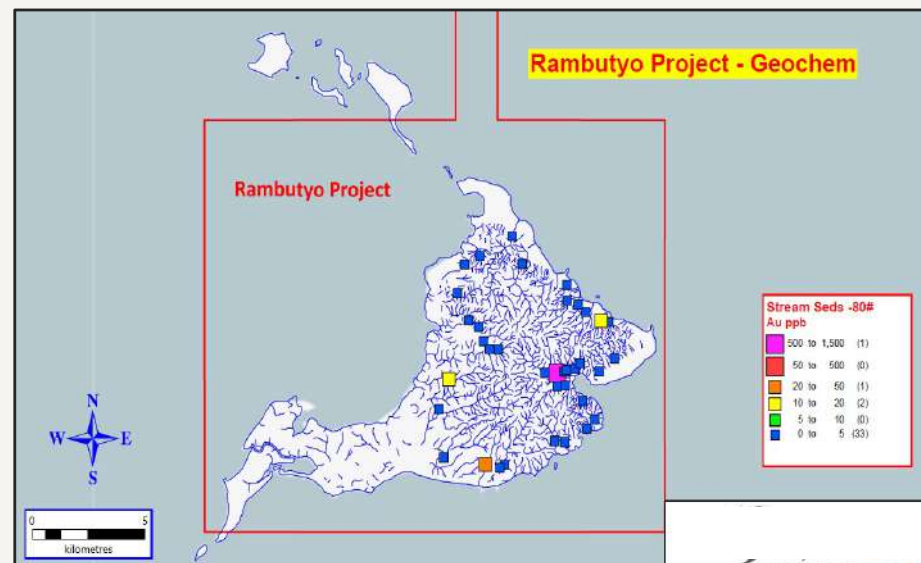 Rambutyo Project - Geochem
Rambutyo Project
Stream Seds -80#
Au ppb
500 to 1,500 (1)
50 to 500 (0)
20 to 50 (1)
10 to 20 (2)
5 to 10 (0)
0 to 5 (33)
N
W E
S
0 5
kilometres